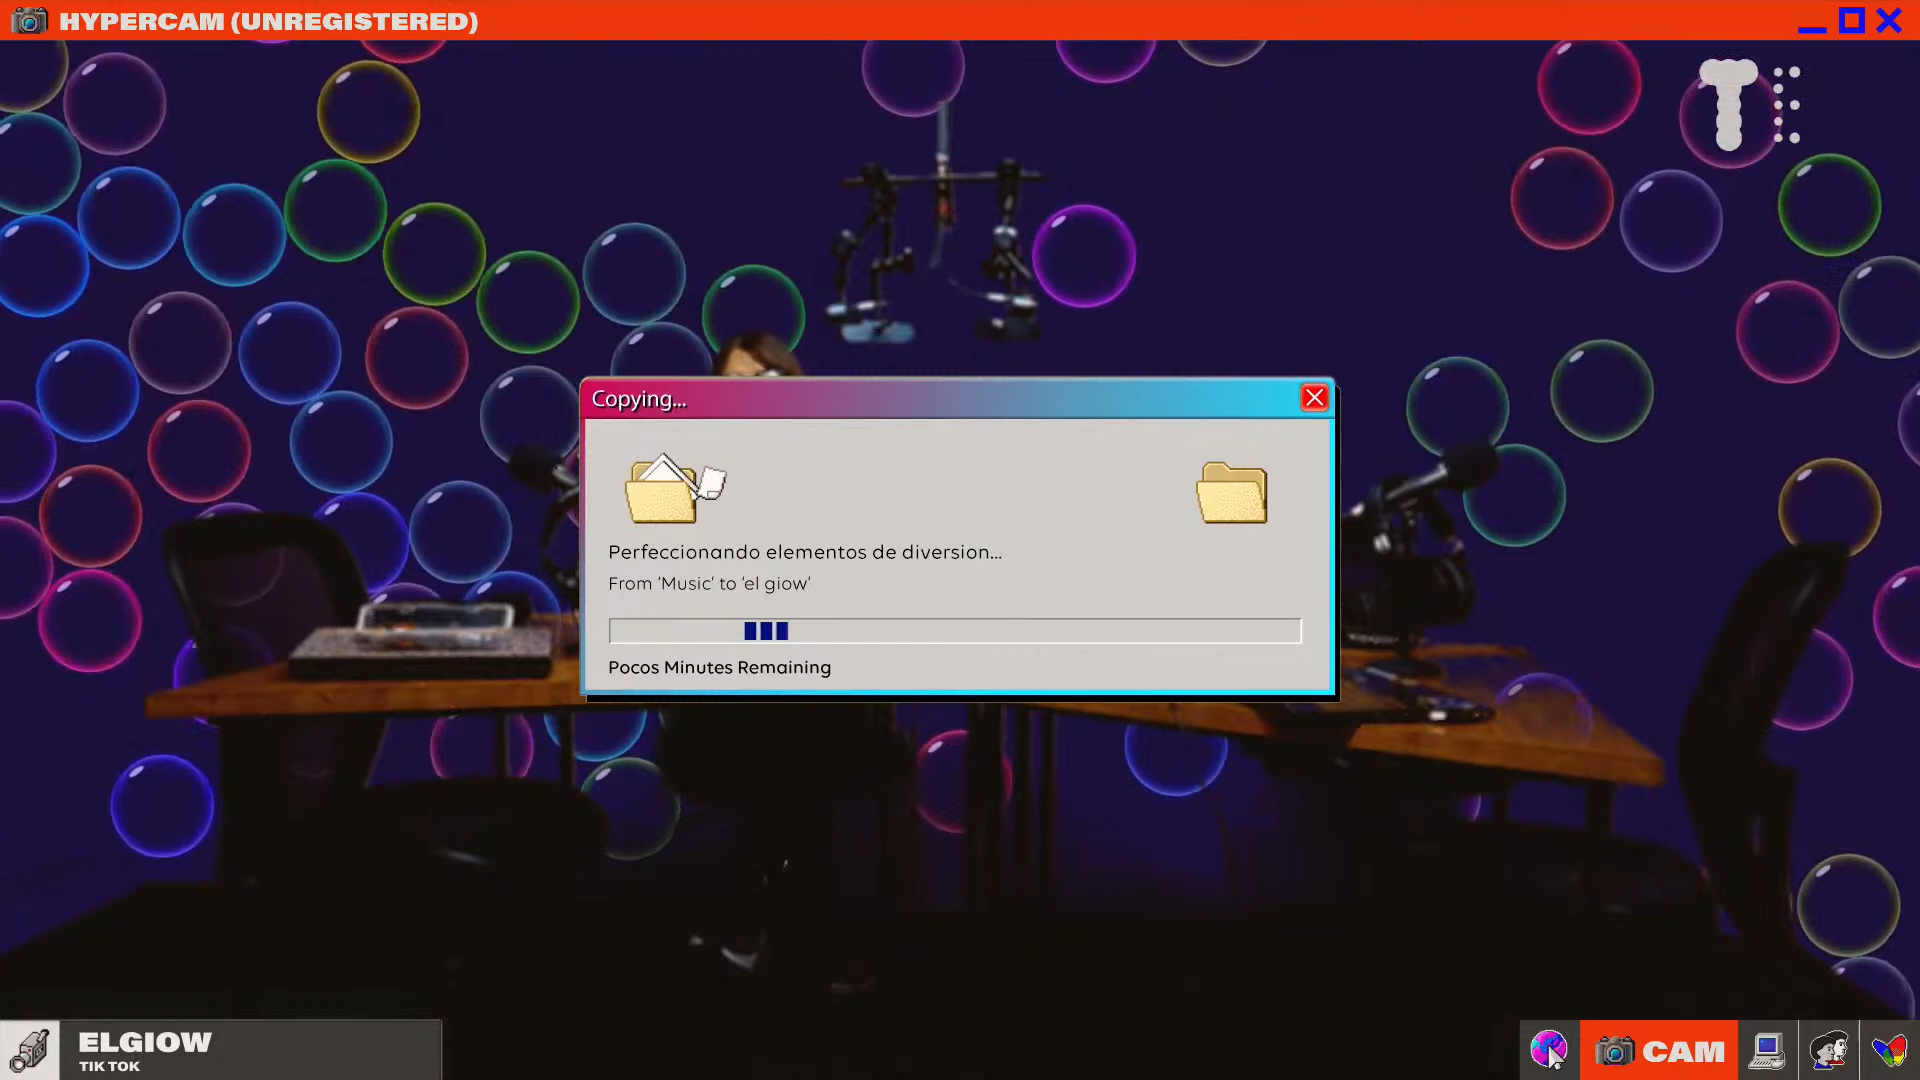 HYPERCAM (UNREGISTERED)
T
Copying...
Perfeccionando elementos de diversion...
From 'Music' to 'el giow'
Pocos Minutes Remaining
ELGIOW
TIK TOK
CAM